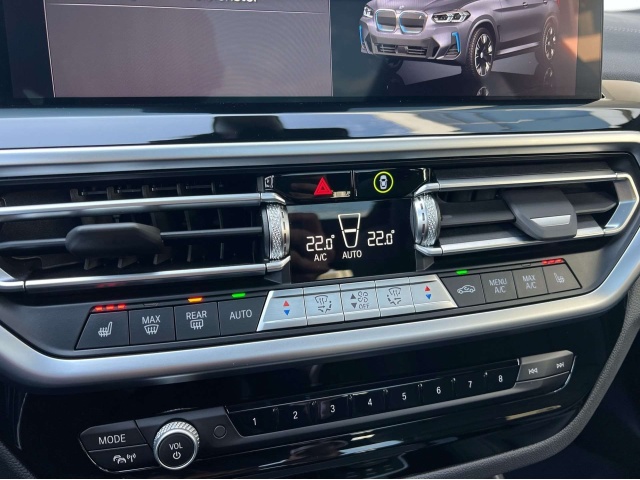 22.0° 22.0°
A/C AUTO
MAX REAR AUTO OFF MENU A/C MAX A/C
1 2 3 4 5 6 7 8
MODE
VOL